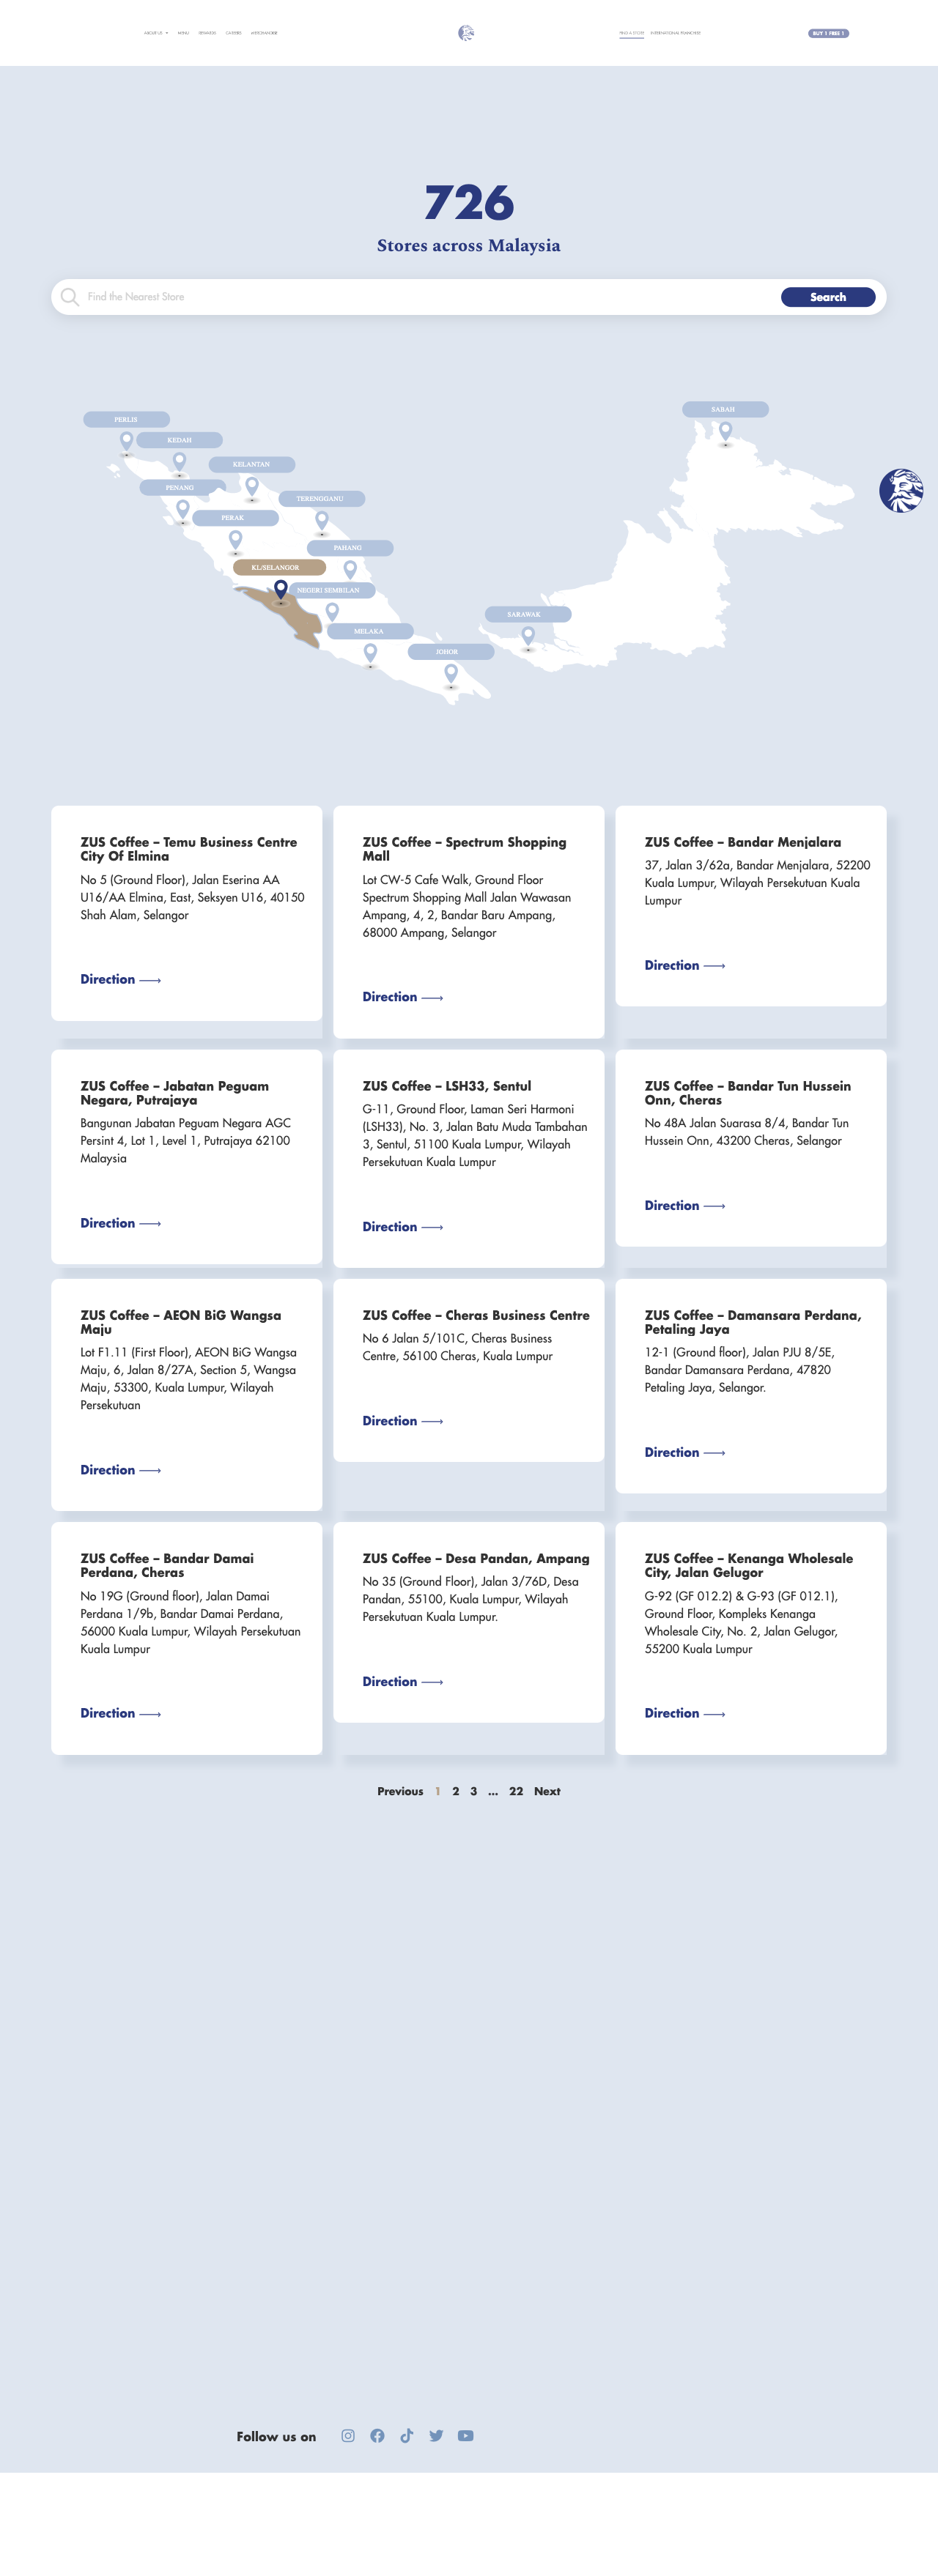 ABOUT US MENU REWARDS CAREERS MERCHANDISE
FIND A STORE INTERNATIONAL FRANCHISE
BUY 1 FREE 1
726
Stores across Malaysia
Find the Nearest Store
Search
PERLIS
KEDAH
PENANG
KELANTAN
PERAK
TERENGGANU
PAHANG
KL/SELANGOR
NEGERI SEMBILAN
MELAKA
JOHOR
SARAWAK
SABAH
ZUS Coffee – Temu Business Centre
City Of Elmina
No 5 (Ground Floor), Jalan Eserina AA
U16/AA Elmina, East, Seksyen U16, 40150
Shah Alam, Selangor
Direction
ZUS Coffee – Spectrum Shopping
Mall
Lot CW-5 Cafe Walk, Ground Floor
Spectrum Shopping Mall Jalan Wawasan
Ampang, 4, 2, Bandar Baru Ampang,
68000 Ampang, Selangor
Direction
ZUS Coffee – Bandar Menjalara
37, Jalan 3/62a, Bandar Menjalara, 52200
Kuala Lumpur, Wilayah Persekutuan Kuala
Lumpur
Direction
ZUS Coffee – Jabatan Peguam
Negara, Putrajaya
Bangunan Jabatan Peguam Negara AGC
Persint 4, Lot 1, Level 1, Putrajaya 62100
Malaysia
Direction
ZUS Coffee – LSH33, Sentul
G-11, Ground Floor, Laman Seri Harmoni
(LSH33), No. 3, Jalan Batu Muda Tambahan
3, Sentul, 51100 Kuala Lumpur, Wilayah
Persekutuan Kuala Lumpur
Direction
ZUS Coffee – Bandar Tun Hussein
Onn, Cheras
No 48A Jalan Suarasa 8/4, Bandar Tun
Hussein Onn, 43200 Cheras, Selangor
Direction
ZUS Coffee – AEON BiG Wangsa
Maju
Lot F1.11 (First Floor), AEON BiG Wangsa
Maju, 6, Jalan 8/27A, Section 5, Wangsa
Maju, 53300, Kuala Lumpur, Wilayah
Persekutuan
Direction
ZUS Coffee – Cheras Business Centre
No 6 Jalan 5/101C, Cheras Business
Centre, 56100 Cheras, Kuala Lumpur
Direction
ZUS Coffee – Damansara Perdana,
Petaling Jaya
12-1 (Ground floor), Jalan PJU 8/5E,
Bandar Damansara Perdana, 47820
Petaling Jaya, Selangor.
Direction
ZUS Coffee – Bandar Damai
Perdana, Cheras
No 19G (Ground floor), Jalan Damai
Perdana 1/9b, Bandar Damai Perdana,
56000 Kuala Lumpur, Wilayah Persekutuan
Kuala Lumpur
Direction
ZUS Coffee – Desa Pandan, Ampang
No 35 (Ground Floor), Jalan 3/76D, Desa
Pandan, 55100, Kuala Lumpur, Wilayah
Persekutuan Kuala Lumpur.
Direction
ZUS Coffee – Kenanga Wholesale
City, Jalan Gelugor
G-92 (GF 012.2) & G-93 (GF 012.1),
Ground Floor, Kompleks Kenanga
Wholesale City, No. 2, Jalan Gelugor,
55200 Kuala Lumpur
Direction
Previous 1 2 3 … 22 Next
Follow us on